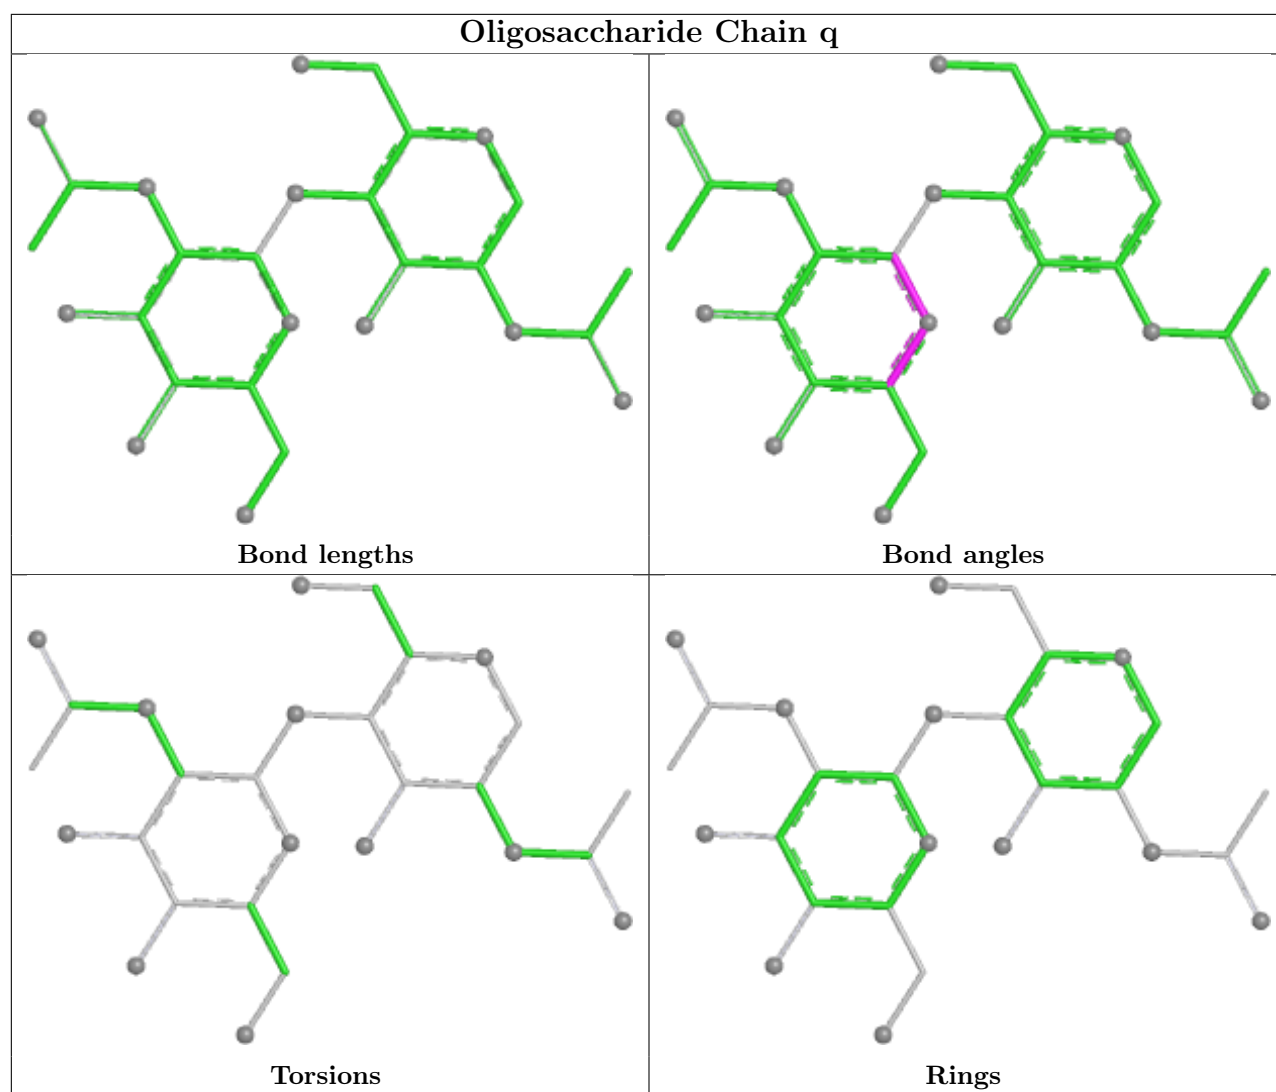 Oligosaccharide Chain q
Bond lengths
Bond angles
Torsions
Rings